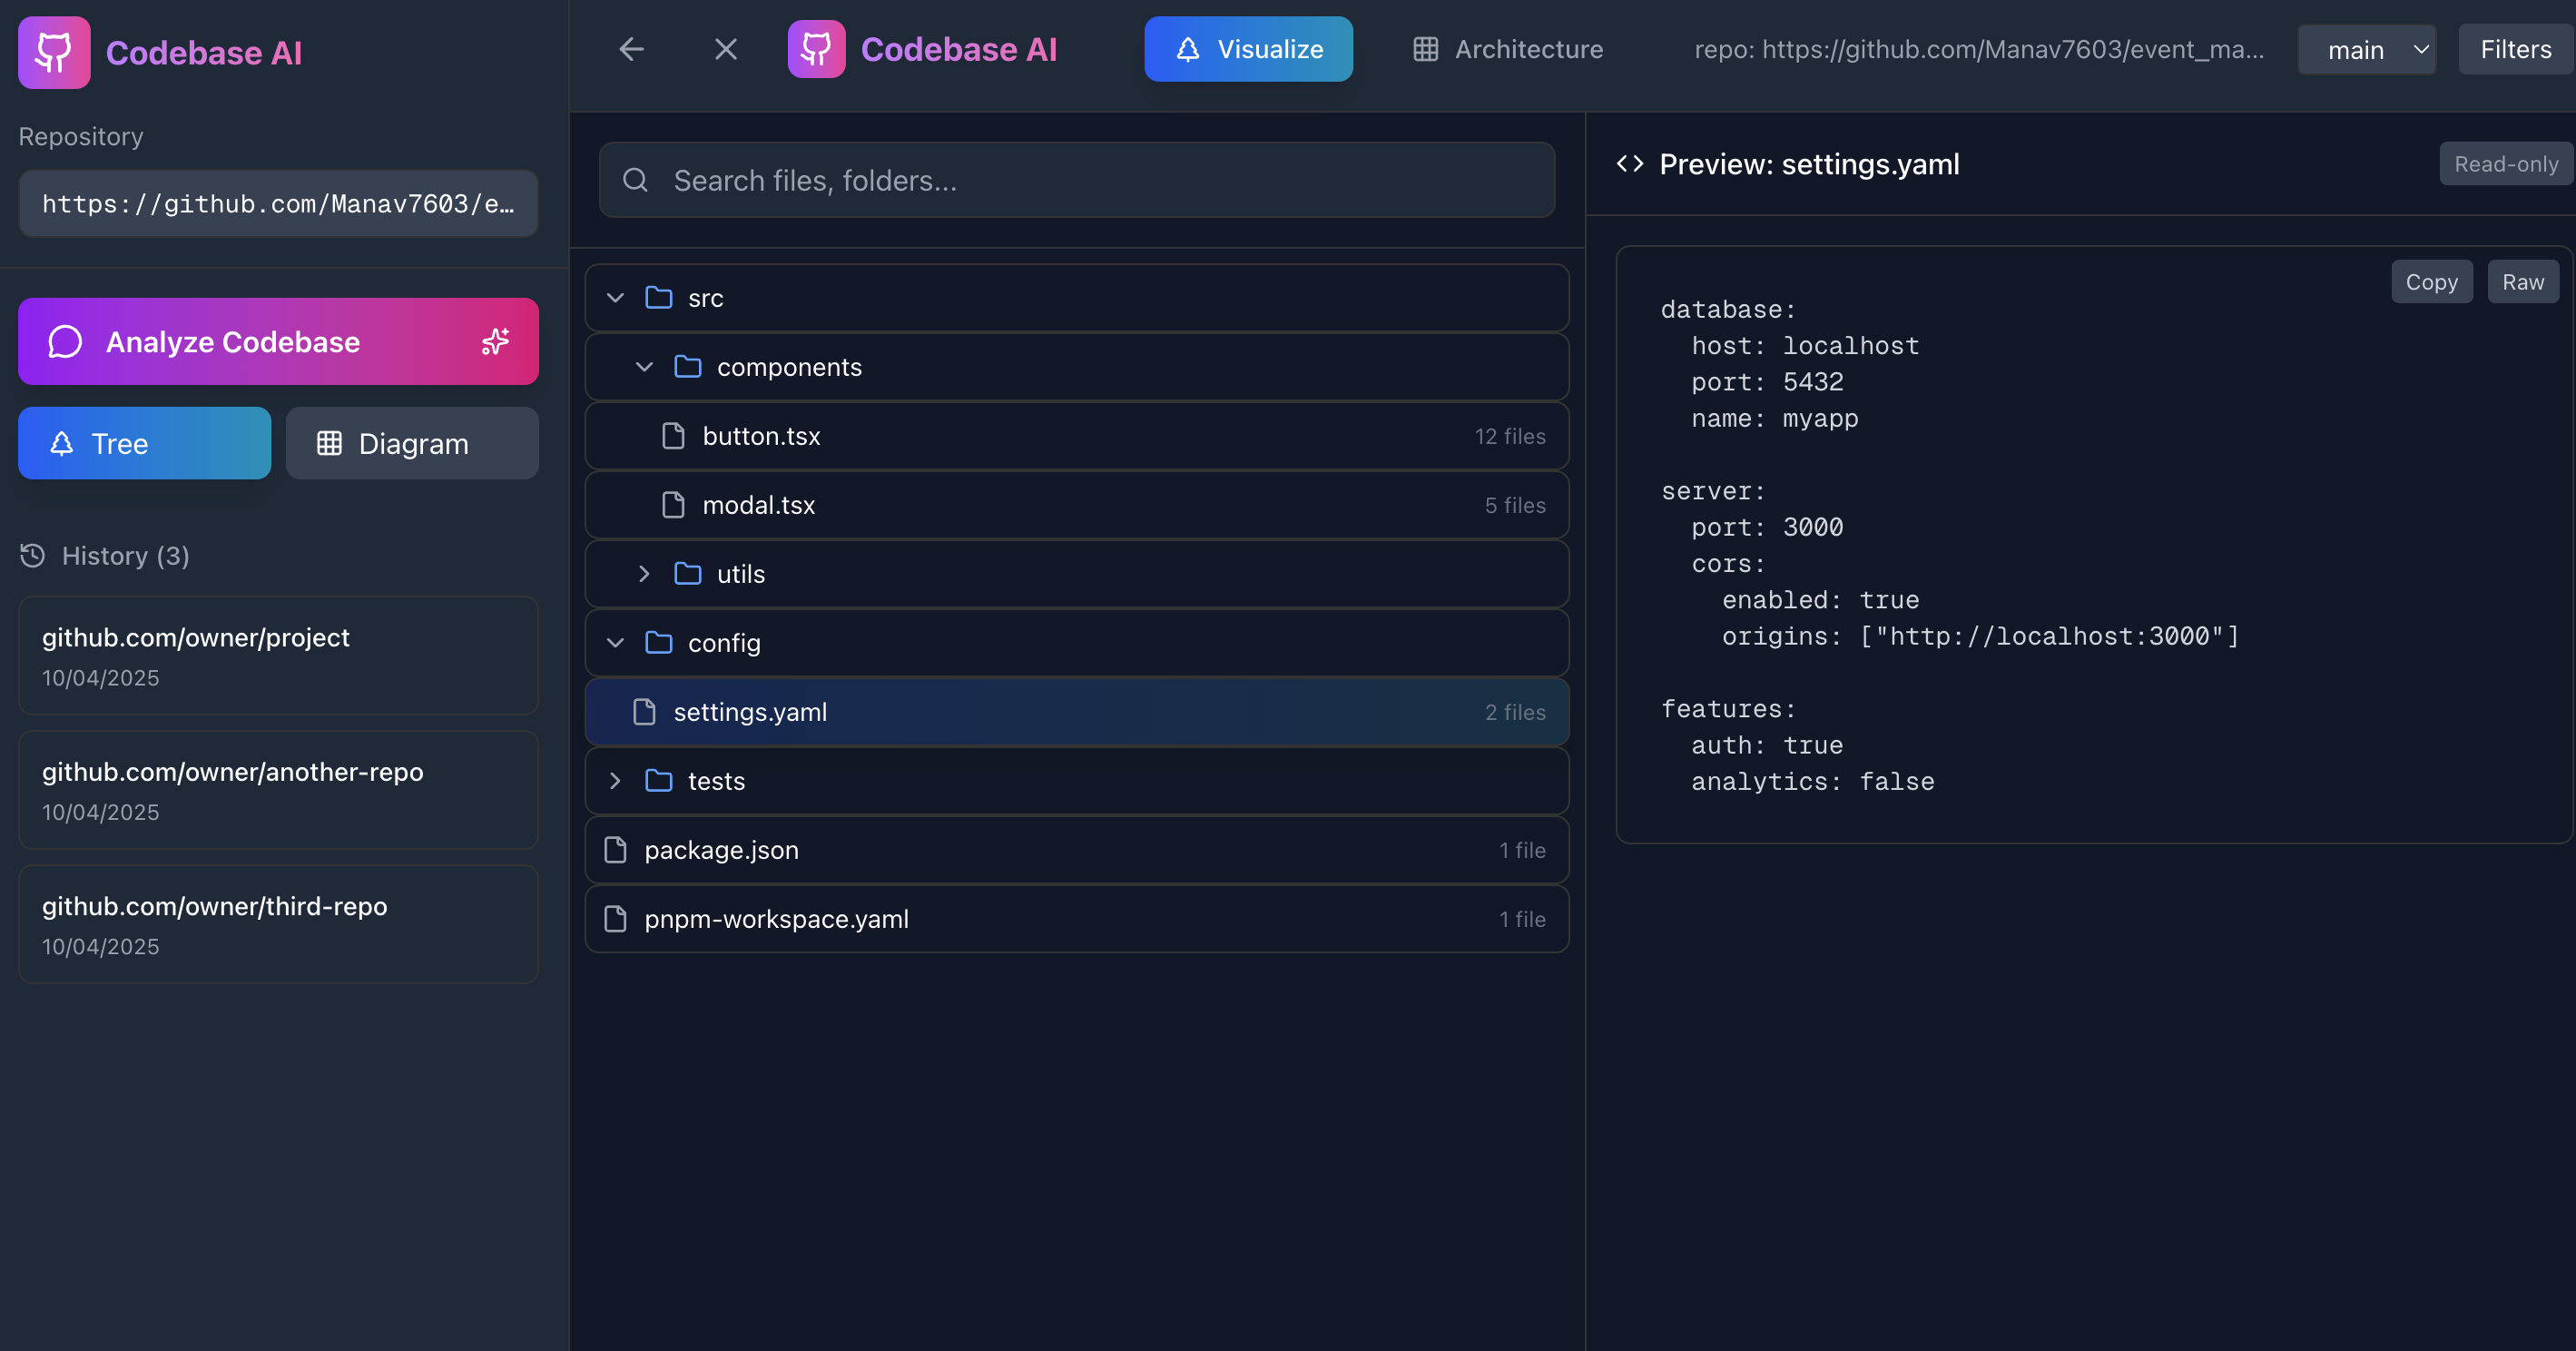 Codebase AI
Repository
https://github.com/Manav7603/e…
Analyze Codebase
Tree
Diagram
History (3)
github.com/owner/project
10/04/2025
github.com/owner/another-repo
10/04/2025
github.com/owner/third-repo
10/04/2025
Codebase AI
Visualize
Architecture
repo: https://github.com/Manav7603/event_ma...
main
Filters
Search files, folders...
src
components
button.tsx 12 files
modal.tsx 5 files
utils
config
settings.yaml 2 files
tests
package.json 1 file
pnpm-workspace.yaml 1 file
Preview: settings.yaml
Read-only
Copy Raw
database:
  host: localhost
  port: 5432
  name: myapp
server:
  port: 3000
  cors:
    enabled: true
    origins: ["http://localhost:3000"]
features:
  auth: true
  analytics: false